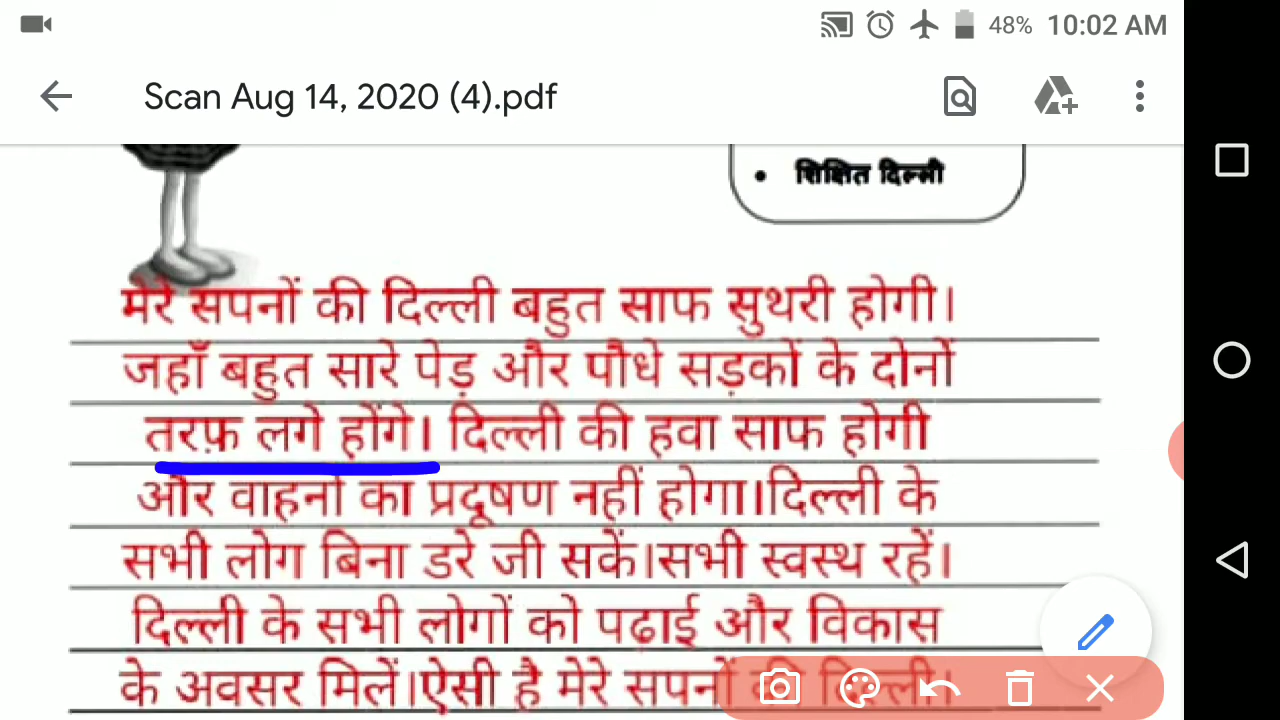 48% 10:02 AM
Scan Aug 14, 2020 (4).pdf
• शिक्षित दिल्ली
मेरे सपनों की दिल्ली बहुत साफ सुथरी होगी।
जहाँ बहुत सारे पेड़ और पौधे सड़कों के दोनों
तरफ़ लगे होंगे। दिल्ली की हवा साफ होगी
और वाहनों का प्रदूषण नहीं होगा।दिल्ली के
सभी लोग बिना डरे जी सकें।सभी स्वस्थ रहें।
दिल्ली के सभी लोगों को पढाई और विकास
के अवसर मिलें।ऐसी है मेरे सपनों की दिल्ली।